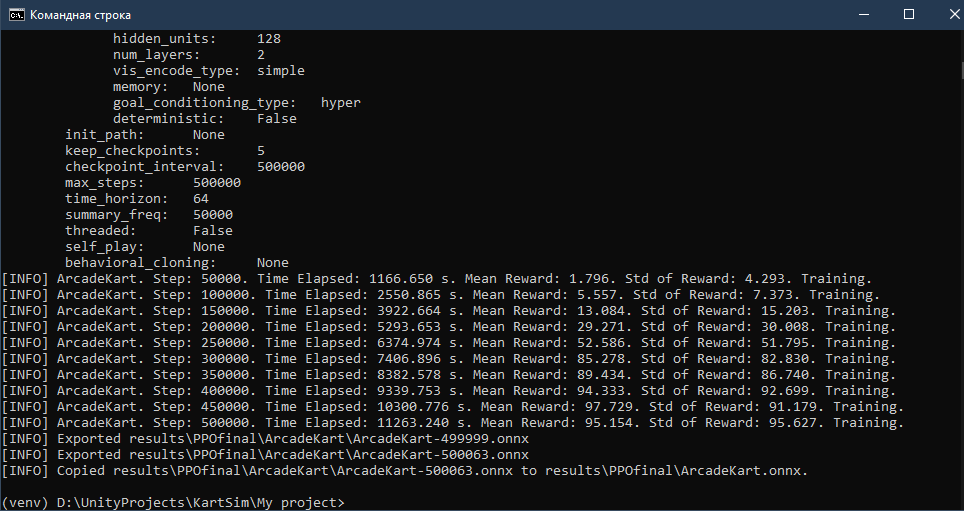 Командная строка
hidden_units: 128
num_layers: 2
vis_encode_type: simple
memory: None
goal_conditioning_type: hyper
deterministic: False
init_path: None
keep_checkpoints: 5
checkpoint_interval: 500000
max_steps: 500000
time_horizon: 64
summary_freq: 50000
threaded: False
self_play: None
behavioral_cloning: None
[INFO] ArcadeKart. Step: 50000. Time Elapsed: 1166.650 s. Mean Reward: 1.796. Std of Reward: 4.293. Training.
[INFO] ArcadeKart. Step: 100000. Time Elapsed: 2550.865 s. Mean Reward: 5.557. Std of Reward: 7.373. Training.
[INFO] ArcadeKart. Step: 150000. Time Elapsed: 3922.664 s. Mean Reward: 13.084. Std of Reward: 15.203. Training.
[INFO] ArcadeKart. Step: 200000. Time Elapsed: 5293.653 s. Mean Reward: 29.271. Std of Reward: 30.008. Training.
[INFO] ArcadeKart. Step: 250000. Time Elapsed: 6374.974 s. Mean Reward: 52.586. Std of Reward: 51.795. Training.
[INFO] ArcadeKart. Step: 300000. Time Elapsed: 7406.896 s. Mean Reward: 85.278. Std of Reward: 82.830. Training.
[INFO] ArcadeKart. Step: 350000. Time Elapsed: 8382.578 s. Mean Reward: 89.434. Std of Reward: 86.740. Training.
[INFO] ArcadeKart. Step: 400000. Time Elapsed: 9339.753 s. Mean Reward: 94.333. Std of Reward: 92.699. Training.
[INFO] ArcadeKart. Step: 450000. Time Elapsed: 10300.776 s. Mean Reward: 97.729. Std of Reward: 91.179. Training.
[INFO] ArcadeKart. Step: 500000. Time Elapsed: 11263.240 s. Mean Reward: 95.154. Std of Reward: 95.627. Training.
[INFO] Exported results\PPOfinal\ArcadeKart\ArcadeKart-499999.onnx
[INFO] Exported results\PPOfinal\ArcadeKart\ArcadeKart-500063.onnx
[INFO] Copied results\PPOfinal\ArcadeKart\ArcadeKart-500063.onnx to results\PPOfinal\ArcadeKart.onnx.
(venv) D:\UnityProjects\KartSim\My project>